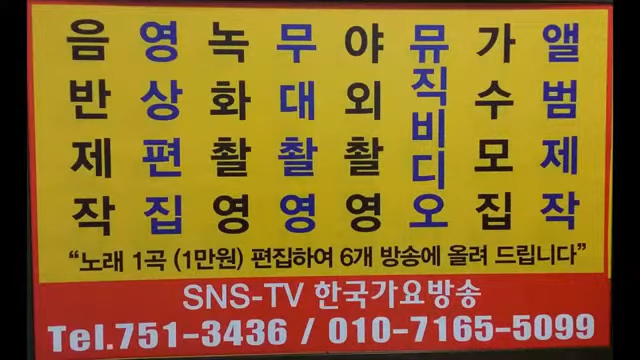 음반제작
영상편집
녹화촬영
무대촬영
야외촬영
뮤직비디오
가수모집
앨범제작
“노래 1곡 (1만원) 편집하여 6개 방송에 올려 드립니다”
SNS-TV 한국가요방송
Tel.751-3436 / 010-7165-5099